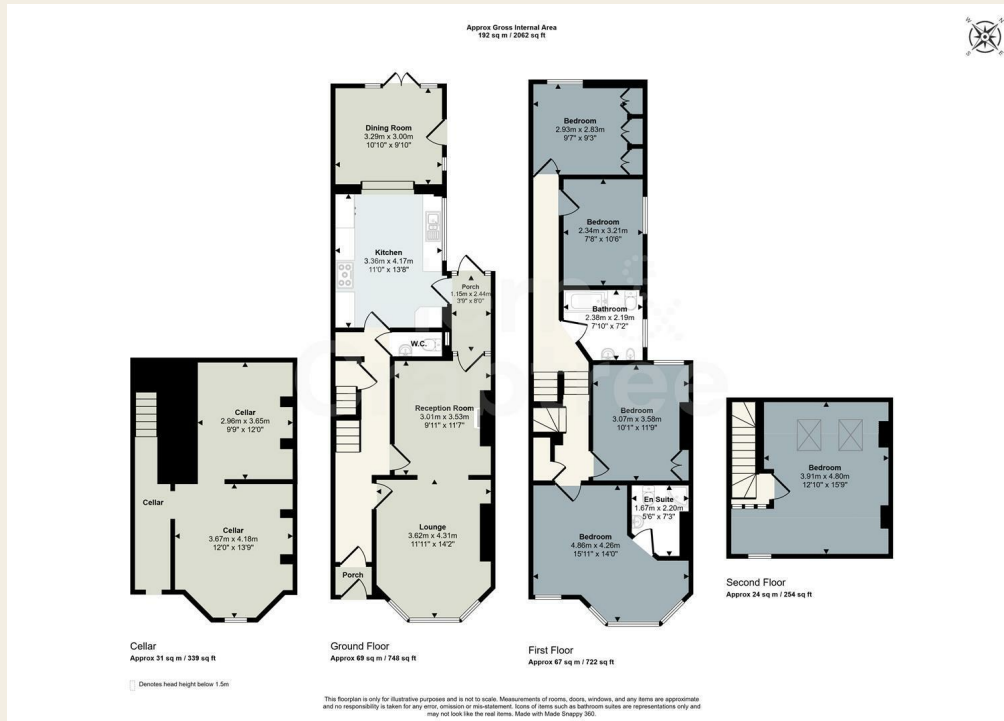 Approx Gross Internal Area
192 sq m / 2062 sq ft
N
E
S
W
Dining Room
3.29m x 3.00m
10'10" x 9'10"
Kitchen
3.36m x 4.17m
11'0" x 13'8"
Porch
1.15m x 2.44m
3'9" x 8'0"
W.C.
Reception Room
3.01m x 3.53m
9'11" x 11'7"
Lounge
3.62m x 4.31m
11'11" x 14'2"
Porch
Bedroom
2.93m x 2.83m
9'7" x 9'3"
Bedroom
2.34m x 3.21m
7'8" x 10'6"
Bathroom
2.38m x 2.19m
7'10" x 7'2"
Bedroom
3.07m x 3.58m
10'1" x 11'9"
En Suite
1.67m x 2.20m
5'6" x 7'3"
Bedroom
4.86m x 4.26m
15'11" x 14'0"
Cellar
2.96m x 3.65m
9'9" x 12'0"
Cellar
Cellar
3.67m x 4.18m
12'0" x 13'9"
Bedroom
3.91m x 4.80m
12'10" x 15'9"
Second Floor
Approx 24 sq m / 254 sq ft
Cellar
Approx 31 sq m / 339 sq ft
Ground Floor
Approx 69 sq m / 748 sq ft
First Floor
Approx 67 sq m / 722 sq ft
Denotes head height below 1.5m
This floorplan is only for illustrative purposes and is not to scale. Measurements of rooms, doors, windows, and any items are approximate
and no responsibility is taken for any error, omission or mis-statement. Icons of items such as bathroom suites are representations only and
may not look like the real items. Made with Made Snappy 360.